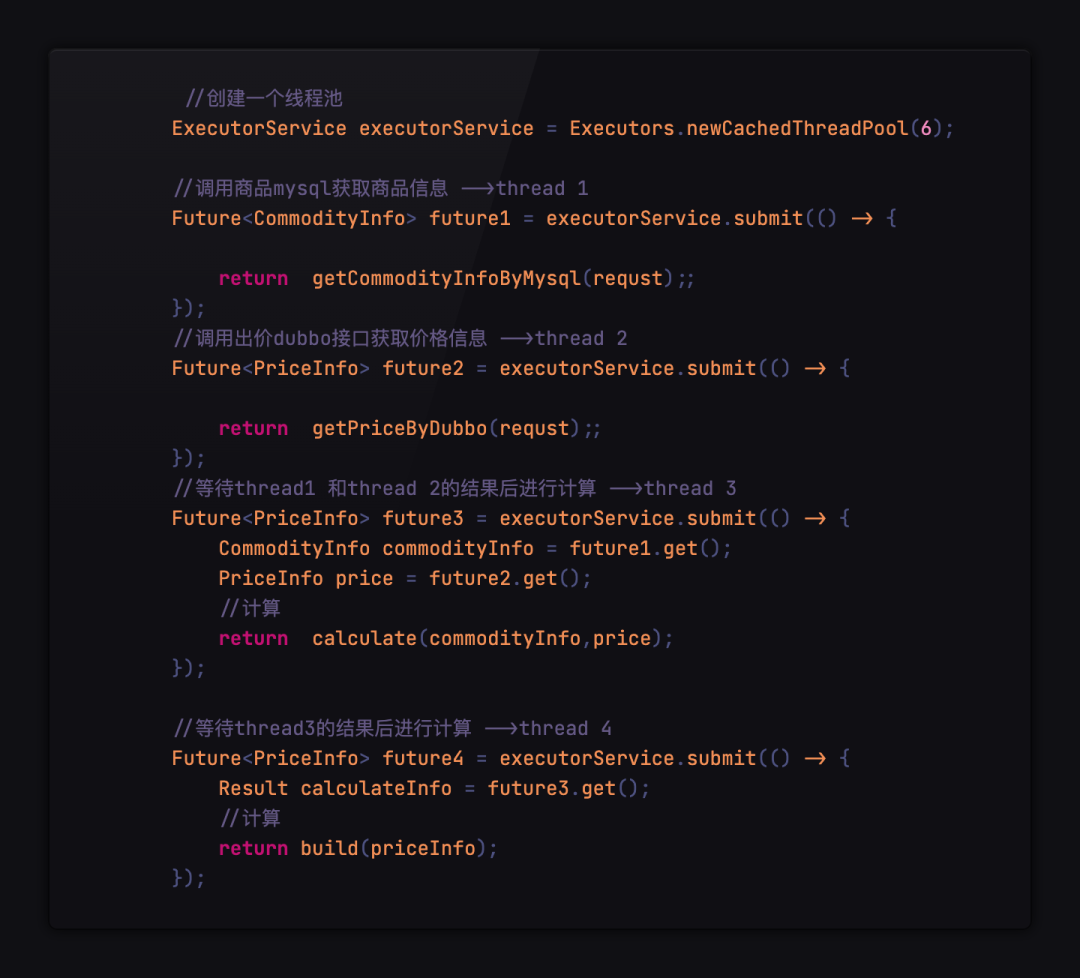 //创建一个线程池
ExecutorService executorService = Executors.newCachedThreadPool(6);
//调用商品mysql获取商品信息 -->thread 1
Future<CommodityInfo> future1 = executorService.submit(() -> {
return  getCommodityInfoByMysql(requst);;
});
//调用出价dubbo接口获取价格信息 -->thread 2
Future<PriceInfo> future2 = executorService.submit(() -> {
return  getPriceByDubbo(requst);;
});
//等待thread1 和thread 2的结果后进行计算 -->thread 3
Future<PriceInfo> future3 = executorService.submit(() -> {
CommodityInfo commodityInfo = future1.get();
PriceInfo price = future2.get();
//计算
return  calculate(commodityInfo,price);
});
//等待thread3的结果后进行计算 -->thread 4
Future<PriceInfo> future4 = executorService.submit(() -> {
Result calculateInfo = future3.get();
//计算
return build(priceInfo);
});